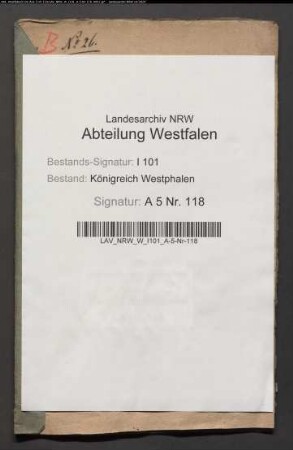 B Nº 26.
Landesarchiv NRW
Abteilung Westfalen
Bestands-Signatur: I 101
Bestand: Königreich Westphalen
Signatur: A 5 Nr. 118
LAV_NRW_W_I101_A-5-Nr-118